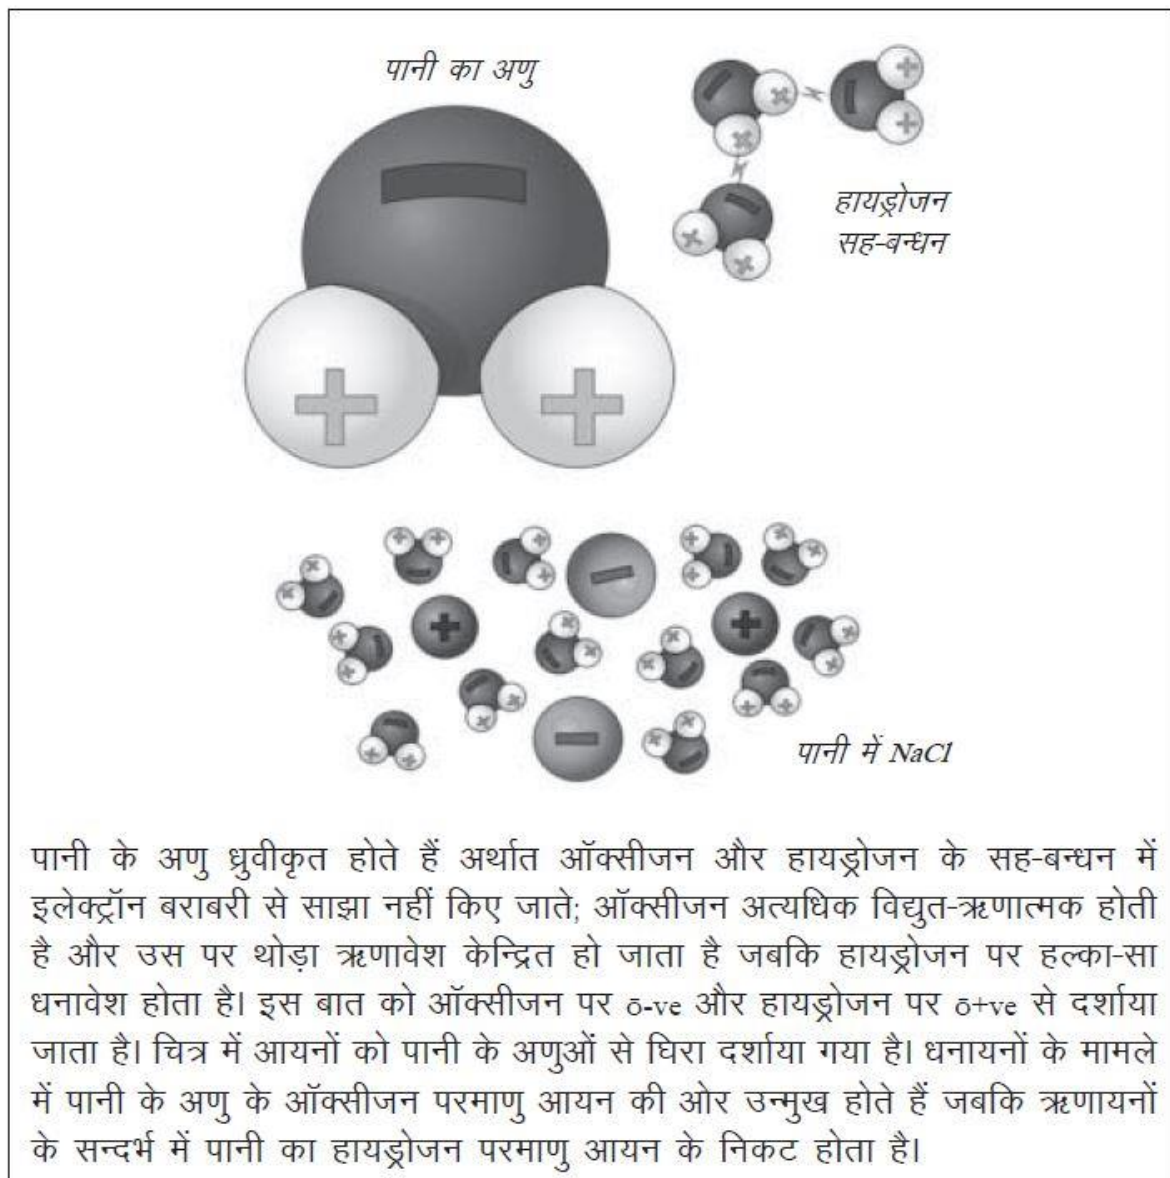 पानी का अणु
हायड्रोजन
सह-बन्धन
पानी में NaCl
पानी के अणु ध्रुवीकृत होते हैं अर्थात ऑक्सीजन और हायड्रोजन के सह-बन्धन में
इलेक्ट्रॉन बराबरी से साझा नहीं किए जाते; ऑक्सीजन अत्यधिक विद्युत-ऋणात्मक होती
है और उस पर थोड़ा ऋणावेश केन्द्रित हो जाता है जबकि हायड्रोजन पर हल्का-सा
धनावेश होता है। इस बात को ऑक्सीजन पर δ-ve और हायड्रोजन पर δ+ve से दर्शाया
जाता है। चित्र में आयनों को पानी के अणुओं से घिरा दर्शाया गया है। धनायनों के मामले
में पानी के अणु के ऑक्सीजन परमाणु आयन की ओर उन्मुख होते हैं जबकि ऋणायनों
के सन्दर्भ में पानी का हायड्रोजन परमाणु आयन के निकट होता है।